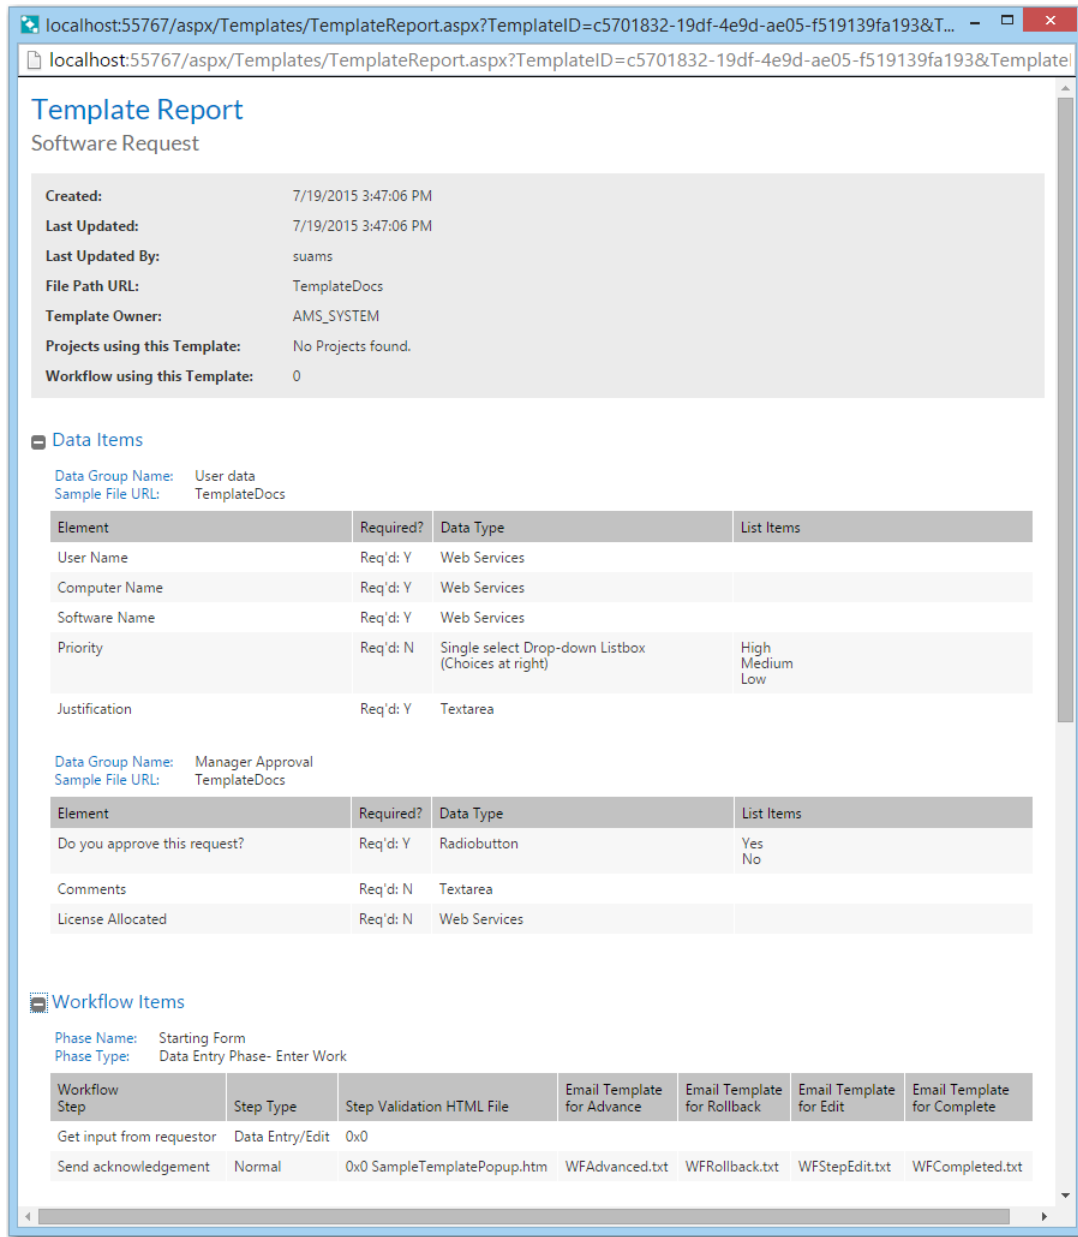 localhost:55767/aspx/Templates/TemplateReport.aspx?TemplateID=c5701832-19df-4e9d-ae05-f519139fa193&T...
localhost:55767/aspx/Templates/TemplateReport.aspx?TemplateID=c5701832-19df-4e9d-ae05-f519139fa193&Templatel
Template Report
Software Request
Created: 7/19/2015 3:47:06 PM
Last Updated: 7/19/2015 3:47:06 PM
Last Updated By: suams
File Path URL: TemplateDocs
Template Owner: AMS_SYSTEM
Projects using this Template: No Projects found.
Workflow using this Template: 0
Data Items
Data Group Name: User data
Sample File URL: TemplateDocs
Element Required? Data Type List Items
User Name Req'd: Y Web Services
Computer Name Req'd: Y Web Services
Software Name Req'd: Y Web Services
Priority Req'd: N Single select Drop-down Listbox High
(Choices at right) Medium
Low
Justification Req'd: Y Textarea
Data Group Name: Manager Approval
Sample File URL: TemplateDocs
Element Required? Data Type List Items
Do you approve this request? Req'd: Y Radiobutton Yes
No
Comments Req'd: N Textarea
License Allocated Req'd: N Web Services
Workflow Items
Phase Name: Starting Form
Phase Type: Data Entry Phase- Enter Work
Workflow Email Template Email Template Email Template Email Template
Step Step Type Step Validation HTML File for Advance for Rollback for Edit for Complete
Get input from requestor Data Entry/Edit 0x0
Send acknowledgement Normal 0x0 SampleTemplatePopup.htm WFAdvanced.txt WFRollback.txt WFStepEdit.txt WFCompleted.txt